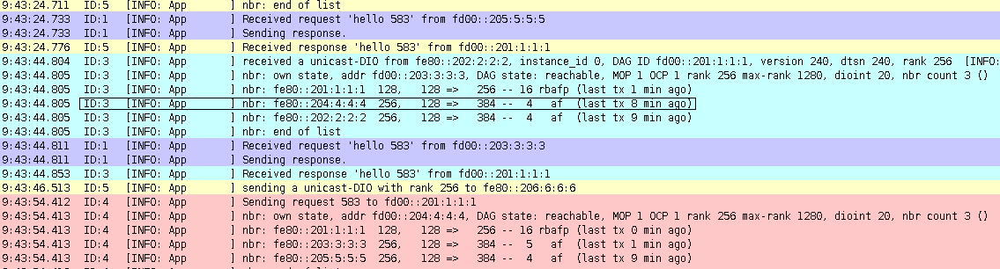 9:43:24.711 ID:5 [INFO: App ] nbr: end of list
9:43:24.733 ID:1 [INFO: App ] Received request 'hello 583' from fd00::205:5:5:5
9:43:24.733 ID:1 [INFO: App ] Sending response.
9:43:24.776 ID:5 [INFO: App ] Received response 'hello 583' from fd00::201:1:1:1
9:43:44.804 ID:3 [INFO: App ] received a unicast-DIO from fe80::202:2:2:2, instance_id 0, DAG ID fd00::201:1:1:1, version 240, dtsn 240, rank 256 [INFO:
9:43:44.805 ID:3 [INFO: App ] nbr: own state, addr fd00::203:3:3:3, DAG state: reachable, MOP 1 OCP 1 rank 256 max-rank 1280, dioint 20, nbr count 3 ()
9:43:44.805 ID:3 [INFO: App ] nbr: fe80::201:1:1:1 128, 128 => 256 -- 16 rbafp (last tx 1 min ago)
9:43:44.805 ID:3 [INFO: App ] nbr: fe80::204:4:4:4 256, 128 => 384 -- 4 af (last tx 8 min ago)
9:43:44.805 ID:3 [INFO: App ] nbr: fe80::202:2:2:2 256, 128 => 384 -- 4 af (last tx 9 min ago)
9:43:44.805 ID:3 [INFO: App ] nbr: end of list
9:43:44.811 ID:1 [INFO: App ] Received request 'hello 583' from fd00::203:3:3:3
9:43:44.811 ID:1 [INFO: App ] Sending response.
9:43:44.853 ID:3 [INFO: App ] Received response 'hello 583' from fd00::201:1:1:1
9:43:46.513 ID:5 [INFO: App ] sending a unicast-DIO with rank 256 to fe80::206:6:6:6
9:43:54.412 ID:4 [INFO: App ] Sending request 583 to fd00::201:1:1:1
9:43:54.413 ID:4 [INFO: App ] nbr: own state, addr fd00::204:4:4:4, DAG state: reachable, MOP 1 OCP 1 rank 256 max-rank 1280, dioint 20, nbr count 3 ()
9:43:54.413 ID:4 [INFO: App ] nbr: fe80::201:1:1:1 128, 128 => 256 -- 16 rbafp (last tx 0 min ago)
9:43:54.413 ID:4 [INFO: App ] nbr: fe80::203:3:3:3 256, 128 => 384 -- 5 af (last tx 1 min ago)
9:43:54.413 ID:4 [INFO: App ] nbr: fe80::205:5:5:5 256, 128 => 384 -- 4 af (last tx 9 min ago)